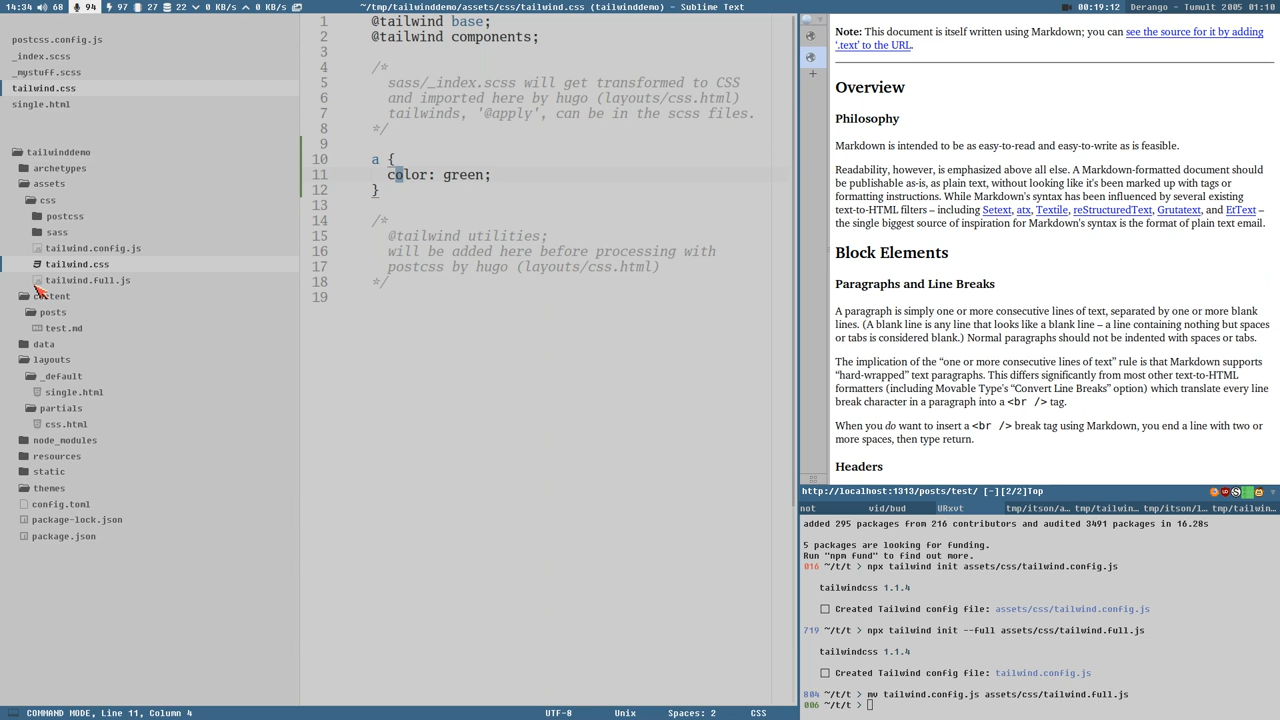 14:34 68 94 97 27 22 0 KB/s 0 KB/s
~/tmp/tailwinddemo/assets/css/tailwind.css (tailwinddemo) - Sublime Text
00:19:12 Derango - Tumult 2005 01:10
postcss.config.js
_index.scss
_mystuff.scss
tailwind.css
single.html
tailwinddemo
archetypes
assets
css
postcss
sass
tailwind.config.js
tailwind.css
tailwind.full.js
content
posts
test.md
data
layouts
_default
single.html
partials
css.html
node_modules
resources
static
themes
config.toml
package-lock.json
package.json
1 @tailwind base;
2 @tailwind components;
3
4 /*
5 sass/_index.scss will get transformed to CSS
6 and imported here by hugo (layouts/css.html)
7 tailwinds, '@apply', can be in the scss files.
8 */
9
10 a {
11 color: green;
12 }
13
14 /*
15 @tailwind utilities;
16 will be added here before processing with
17 postcss by hugo (layouts/css.html)
18 */
19
COMMAND MODE, Line 11, Column 4 UTF-8 Unix Spaces: 2 CSS
Note: This document is itself written using Markdown; you can see the source for it by adding
‘.text’ to the URL.
Overview
Philosophy
Markdown is intended to be as easy-to-read and easy-to-write as is feasible.
Readability, however, is emphasized above all else. A Markdown-formatted document should
be publishable as-is, as plain text, without looking like it’s been marked up with tags or
formatting instructions. While Markdown’s syntax has been influenced by several existing
text-to-HTML filters – including Setext, atx, Textile, reStructuredText, Grutatext, and EtText –
the single biggest source of inspiration for Markdown’s syntax is the format of plain text email.
Block Elements
Paragraphs and Line Breaks
A paragraph is simply one or more consecutive lines of text, separated by one or more blank
lines. (A blank line is any line that looks like a blank line – a line containing nothing but spaces
or tabs is considered blank.) Normal paragraphs should not be indented with spaces or tabs.
The implication of the “one or more consecutive lines of text” rule is that Markdown supports
“hard-wrapped” text paragraphs. This differs significantly from most other text-to-HTML
formatters (including Movable Type’s “Convert Line Breaks” option) which translate every line
break character in a paragraph into a <br /> tag.
When you do want to insert a <br /> break tag using Markdown, you end a line with two or
more spaces, then type return.
Headers
http://localhost:1313/posts/test/ [-][2/2]Top
not vid/bud URxvt tmp/itson/a… tmp/tailwin… tmp/itson/l… tmp/tailwin…
added 295 packages from 216 contributors and audited 3491 packages in 16.28s
5 packages are looking for funding.
Run "npm fund" to find out more.
016 ~/t/t > npx tailwind init assets/css/tailwind.config.js
tailwindcss 1.1.4
Created Tailwind config file: assets/css/tailwind.config.js
719 ~/t/t > npx tailwind init --full assets/css/tailwind.full.js
tailwindcss 1.1.4
Created Tailwind config file: tailwind.config.js
804 ~/t/t > mv tailwind.config.js assets/css/tailwind.full.js
006 ~/t/t >